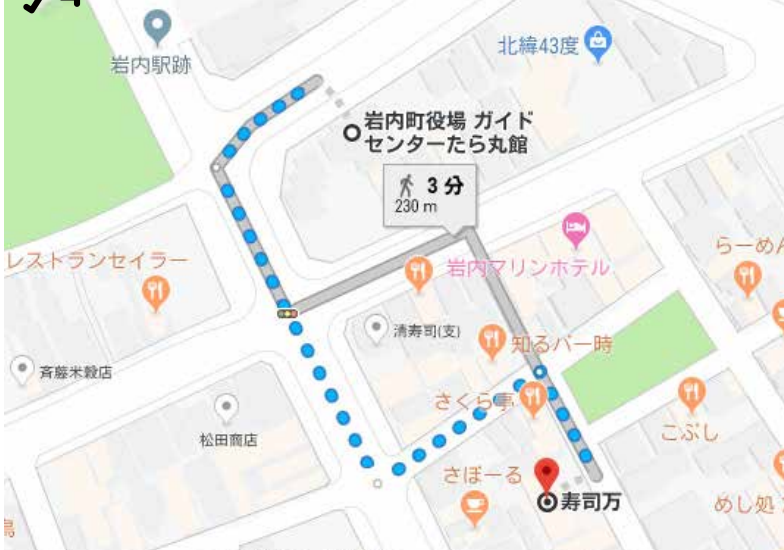 岩内駅跡
北緯43度
岩内町役場 ガイド
センターたら丸館
3 分
230 m
レストランセイラー
岩内マリンホテル
らーめん
清寿司(支)
知るバー時
斉藤米穀店
さくら亭
松田商店
こぶし
さぼーる
寿司万
めし処